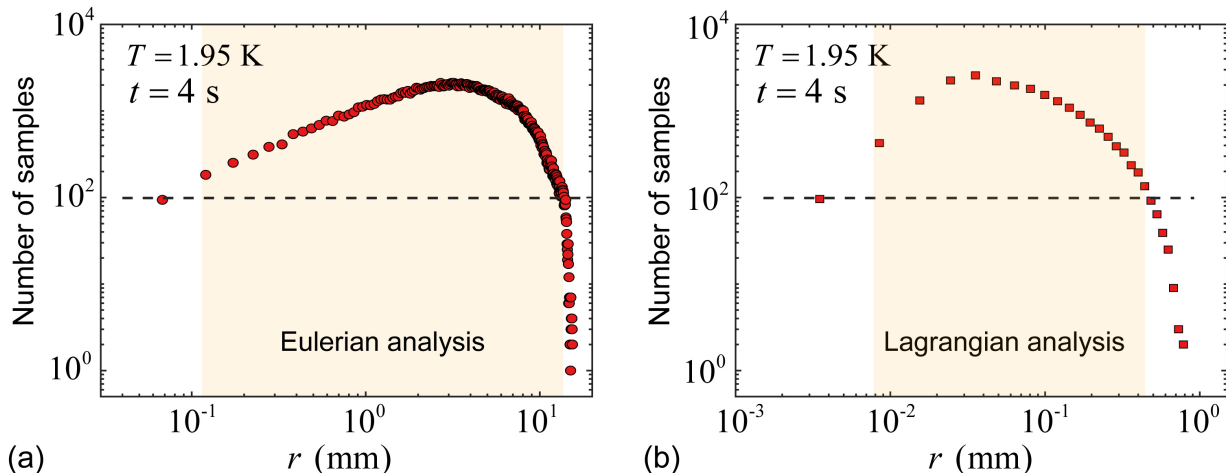 Number of samples
10^4
10^2
10^0
T = 1.95 K
t = 4 s
Eulerian analysis
10^-1
10^0
10^1
(a)
r (mm)
Number of samples
10^4
10^2
10^0
T = 1.95 K
t = 4 s
Lagrangian analysis
10^-3
10^-2
10^-1
10^0
(b)
r (mm)